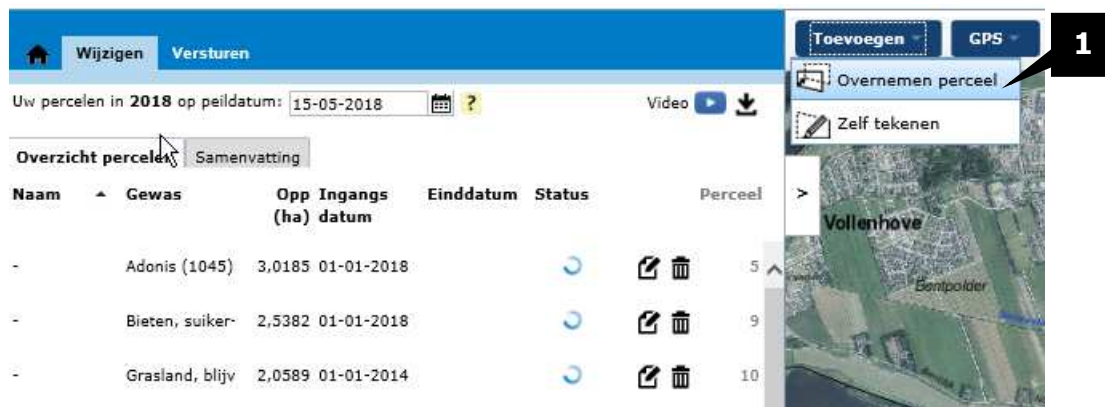 Wijzigen Versturen
Toevoegen GPS
1
Overnemen perceel
Zelf tekenen
Uw percelen in 2018 op peildatum: 15-05-2018 ? Video
Overzicht percelen Samenvatting
Naam Gewas Opp Ingangs Einddatum Status Perceel
(ha) datum
>
Vollenhove
- Adonis (1045) 3,0185 01-01-2018 5
Bentpolder
- Bieten, suiker- 2,5382 01-01-2018 9
- Grasland, blijv 2,0589 01-01-2014 10